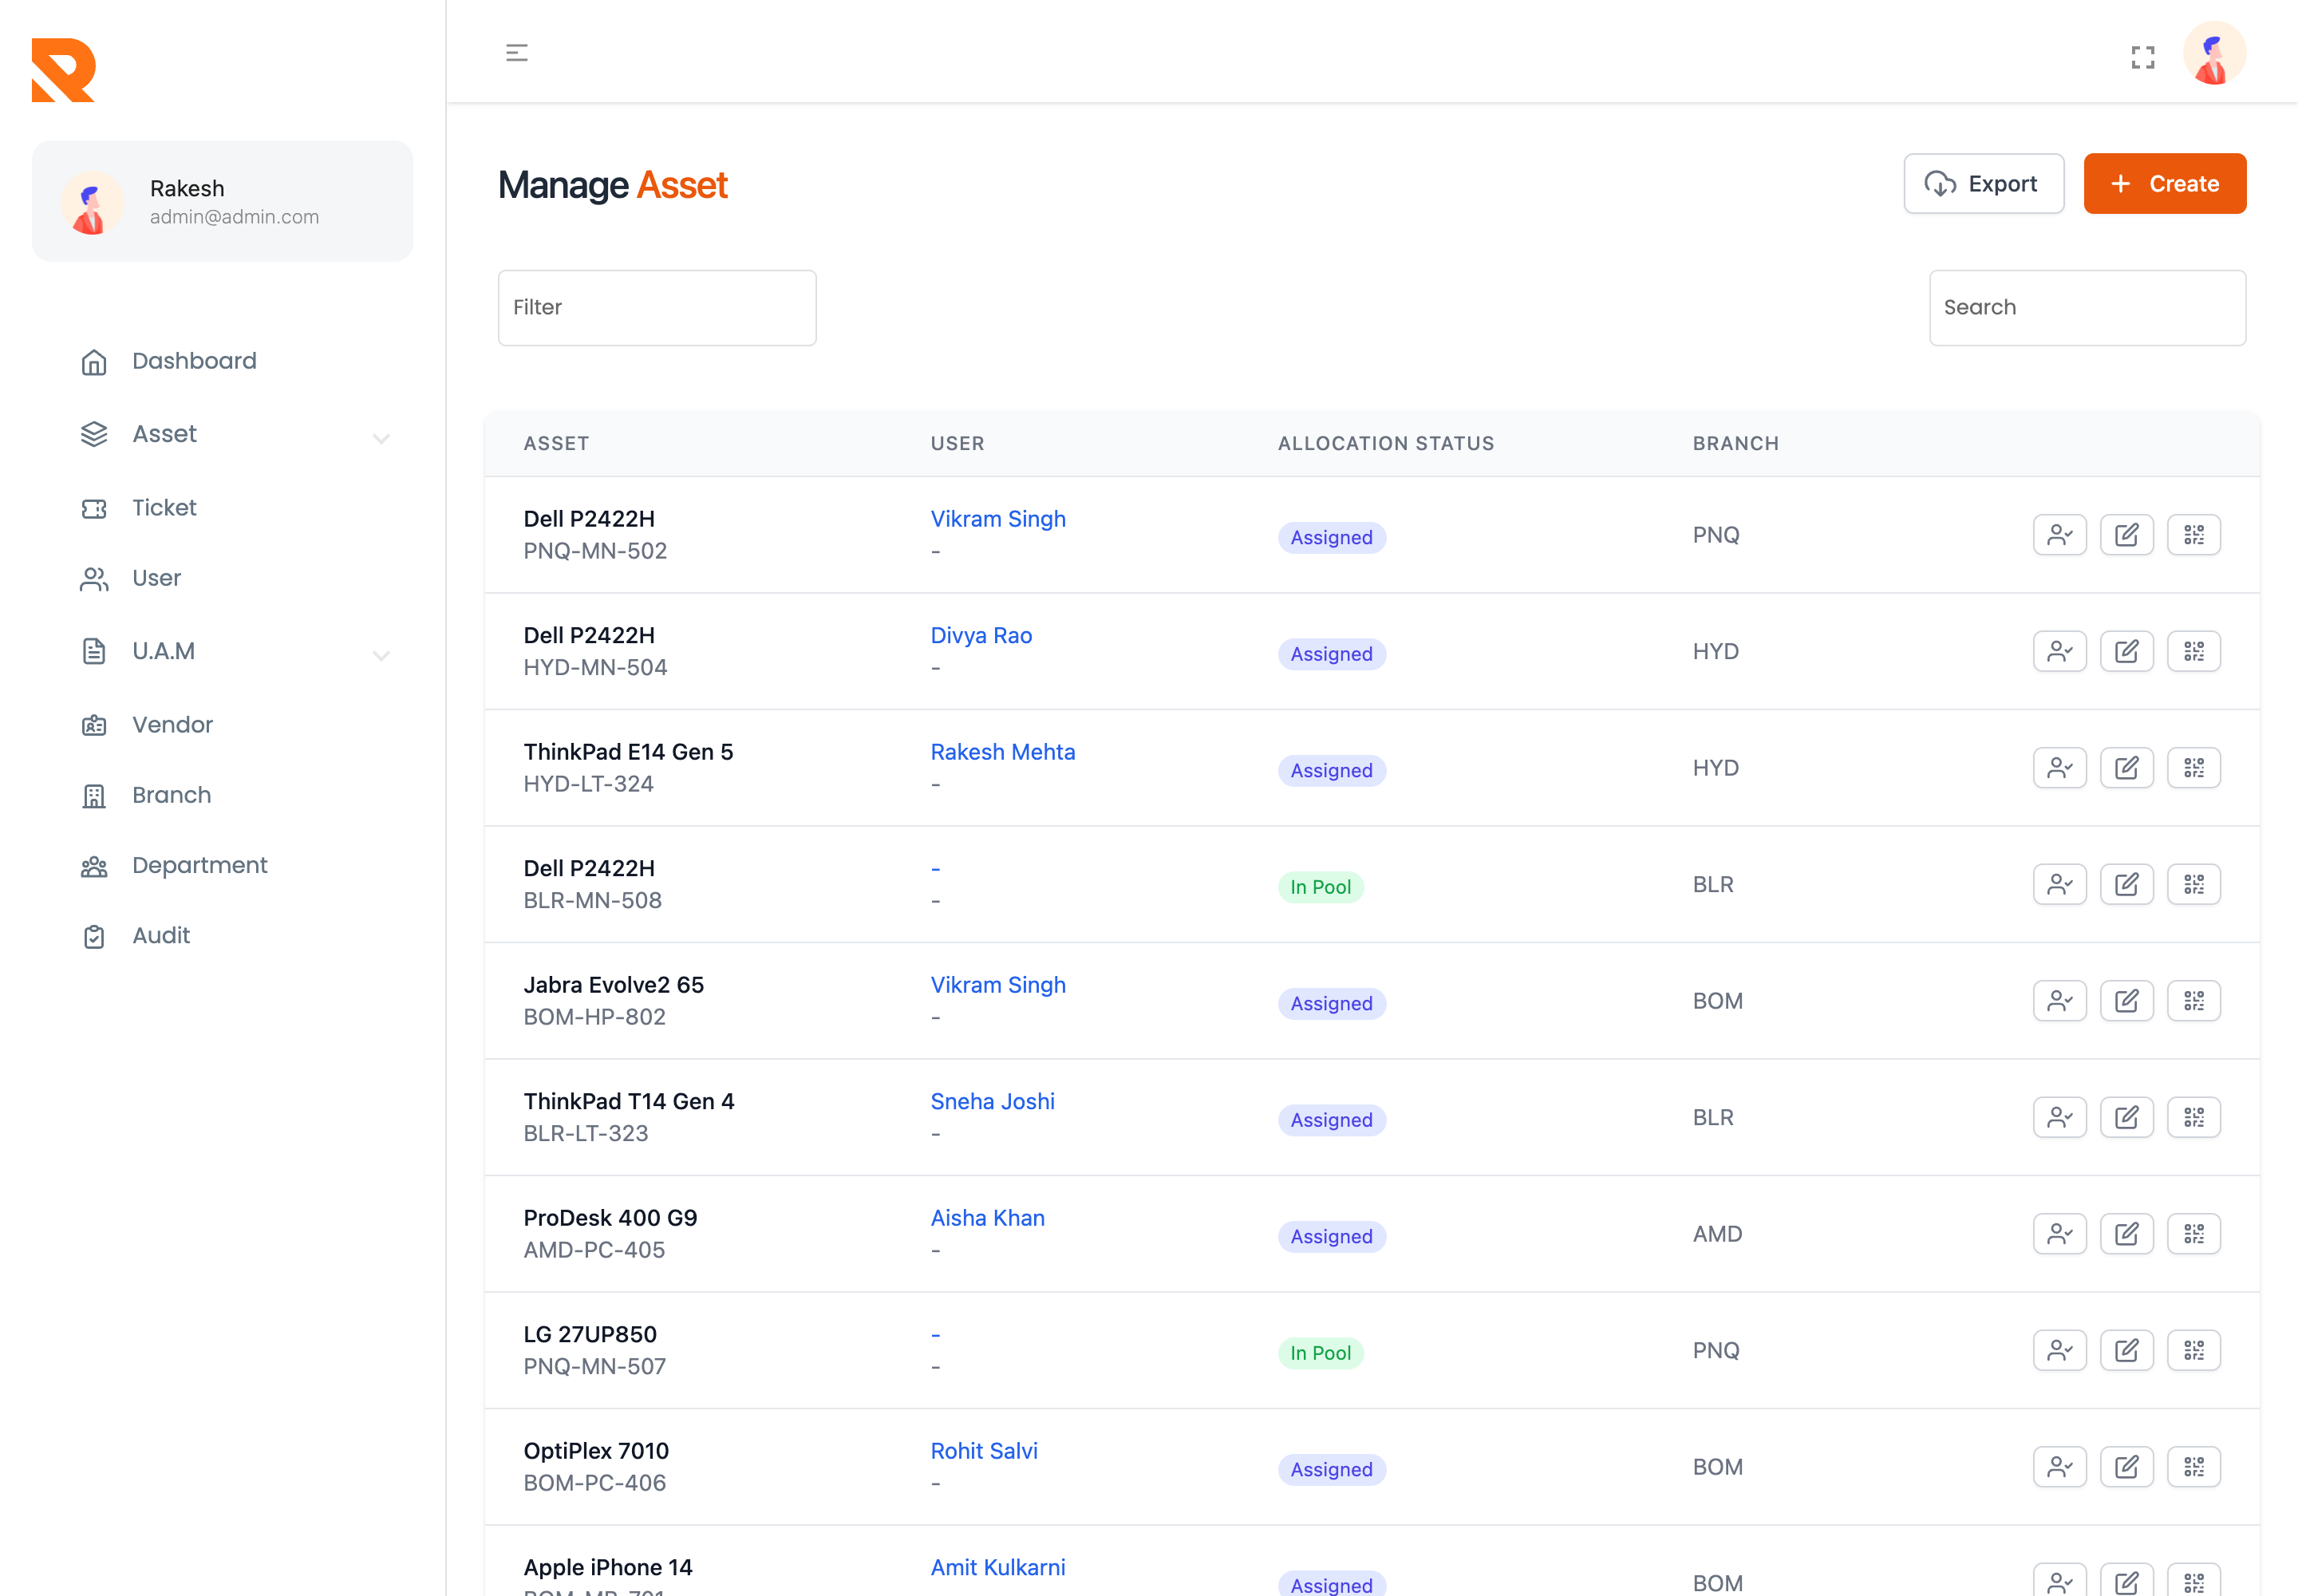 Rakesh
admin@admin.com
Dashboard
Asset
Ticket
User
U.A.M
Vendor
Branch
Department
Audit
Manage Asset
Export
Create
Filter
Search
ASSET USER ALLOCATION STATUS BRANCH
Dell P2422H Vikram Singh Assigned PNQ
PNQ-MN-502 -
Dell P2422H Divya Rao Assigned HYD
HYD-MN-504 -
ThinkPad E14 Gen 5 Rakesh Mehta Assigned HYD
HYD-LT-324 -
Dell P2422H - In Pool BLR
BLR-MN-508 -
Jabra Evolve2 65 Vikram Singh Assigned BOM
BOM-HP-802 -
ThinkPad T14 Gen 4 Sneha Joshi Assigned BLR
BLR-LT-323 -
ProDesk 400 G9 Aisha Khan Assigned AMD
AMD-PC-405 -
LG 27UP850 - In Pool PNQ
PNQ-MN-507 -
OptiPlex 7010 Rohit Salvi Assigned BOM
BOM-PC-406 -
Apple iPhone 14 Amit Kulkarni Assigned BOM